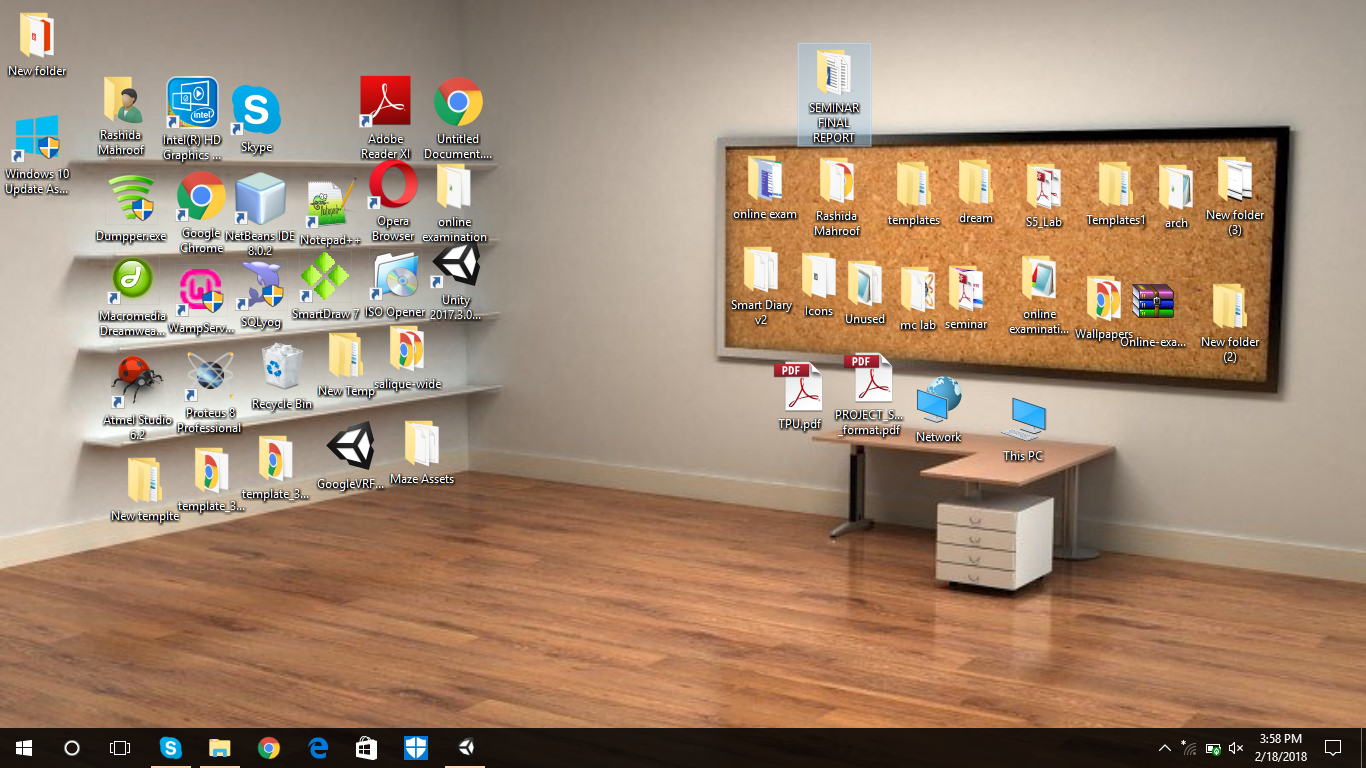 New folder
SEMINAR
FINAL
REPORT
Rashida
Mahroof
intel
Intel(R) HD
Graphics ...
Skype
Adobe
Reader XI
Untitled
Document....
Windows 10
Update As...
Dumpper.exe
Google
Chrome
NetBeans IDE
8.0.2
Notepad++
Opera
Browser
online
examination
Macromedia
Dreamwea...
WampServ...
SQLyog
SmartDraw 7
ISO Opener
Unity
2017.3.0...
Atmel Studio
6.2
Proteus 8
Professional
Recycle Bin
New Temp
salique-wide
New templte
template_3...
template_3...
GoogleVRF...
Maze Assets
online exam
Rashida
Mahroof
templates
dream
S5_Lab
Templates1
arch
New folder
(3)
Smart Diary
v2
Icons
Unused
mc lab
seminar
online
examinati...
Wallpapers
Online-exa...
New folder
(2)
PDF
TPU.pdf
PDF
PROJECT_S...
_format.pdf
Network
This PC
3:58 PM
2/18/2018